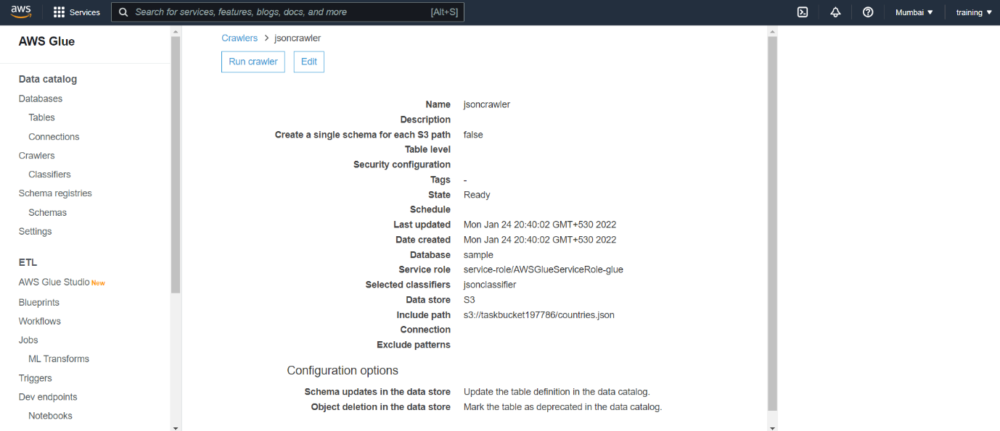 aws Services Search for services, features, blogs, docs, and more [Alt+S] Mumbai ▼ training ▼
AWS Glue
Data catalog
Databases
Tables
Connections
Crawlers
Classifiers
Schema registries
Schemas
Settings
ETL
AWS Glue Studio New
Blueprints
Workflows
Jobs
ML Transforms
Triggers
Dev endpoints
Notebooks
Crawlers > jsoncrawler
Run crawler Edit
Name jsoncrawler
Description
Create a single schema for each S3 path false
Table level
Security configuration
Tags -
State Ready
Schedule
Last updated Mon Jan 24 20:40:02 GMT+530 2022
Date created Mon Jan 24 20:40:02 GMT+530 2022
Database sample
Service role service-role/AWSGlueServiceRole-glue
Selected classifiers jsonclassifier
Data store S3
Include path s3://taskbucket197786/countries.json
Connection
Exclude patterns
Configuration options
Schema updates in the data store Update the table definition in the data catalog.
Object deletion in the data store Mark the table as deprecated in the data catalog.